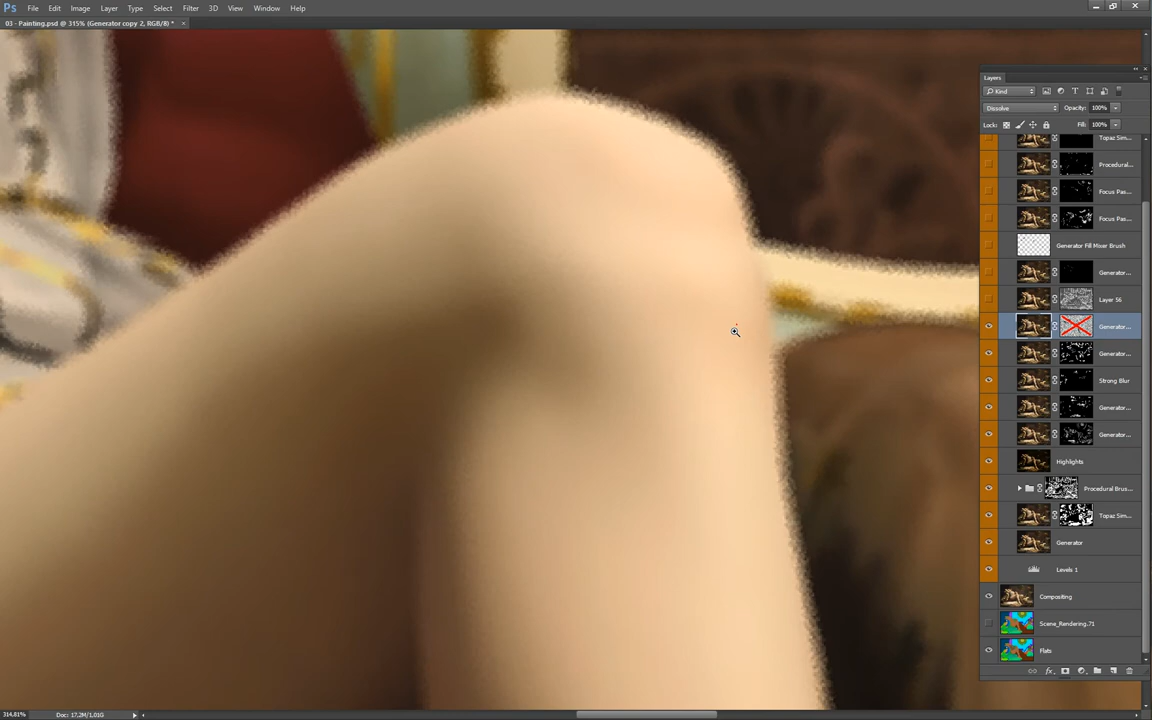 Ps File Edit Image Layer Type Select Filter 3D View Window Help
03 - Painting.psd @ 315% (Generator copy 2, RGB/8) * ×
Layers
Kind
Dissolve Opacity: 100%
Lock: Fill: 100%
Topaz Sim...
Procedural...
Focus Pas...
Focus Pas...
Generator Fill Mixer Brush
Generator...
Layer 56
Generator...
Generator...
Strong Blur
Generator...
Generator...
Highlights
Procedural Brus...
Topaz Sim...
Generator
Levels 1
Compositing
Scene_Rendering.71
Flats
fx
314,81% Doc: 17,2M/1,01G